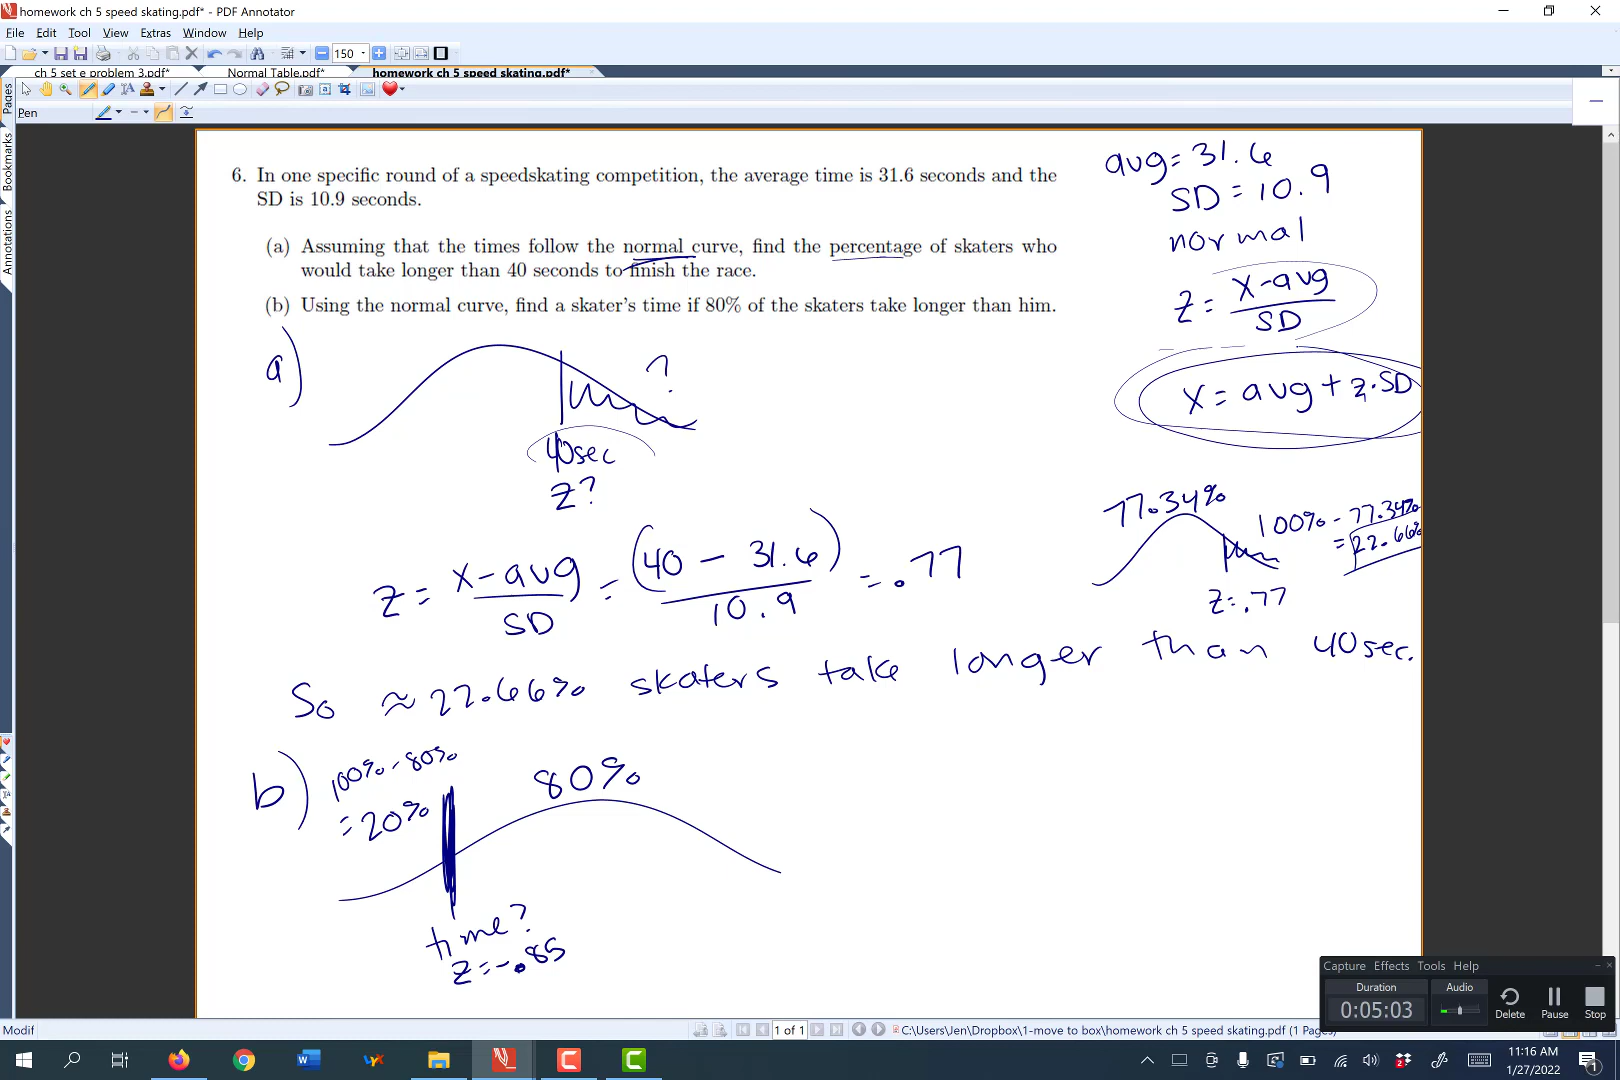 homework ch 5 speed skating.pdf* - PDF Annotator
File Edit Tool View Extras Window Help
150
ch 5 set e problem 3.pdf* Normal Table.pdf* homework ch 5 speed skating.pdf*
Pen
Pages
Bookmarks
Annotations
6. In one specific round of a speedskating competition, the average time is 31.6 seconds and the
SD is 10.9 seconds.
(a) Assuming that the times follow the normal curve, find the percentage of skaters who
would take longer than 40 seconds to finish the race.
(b) Using the normal curve, find a skater's time if 80% of the skaters take longer than him.
avg = 31.6
SD = 10.9
normal
z = x-avg
SD
x = avg + z·SD
a)
?
40sec
z?
z = x-avg = (40 - 31.6) = .77
SD 10.9
77.34%
100% - 77.34%
= 22.66%
z=.77
So ≈ 22.66% skaters take longer than 40sec.
b)
100% - 80%
= 20%
80%
time?
z = -.85
Capture Effects Tools Help
Duration Audio
0:05:03
Delete Pause Stop
Modif
1 of 1
C:\Users\Jen\Dropbox\1-move to box\homework ch 5 speed skating.pdf (1 Pages)
11:16 AM
1/27/2022
1